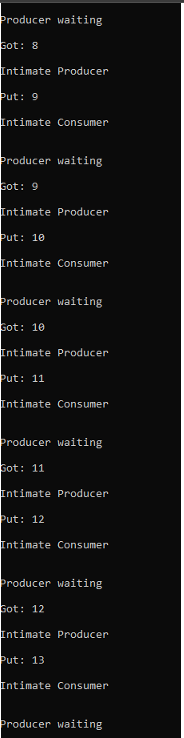 Producer waiting
Got: 8
Intimate Producer
Put: 9
Intimate Consumer
Producer waiting
Got: 9
Intimate Producer
Put: 10
Intimate Consumer
Producer waiting
Got: 10
Intimate Producer
Put: 11
Intimate Consumer
Producer waiting
Got: 11
Intimate Producer
Put: 12
Intimate Consumer
Producer waiting
Got: 12
Intimate Producer
Put: 13
Intimate Consumer
Producer waiting